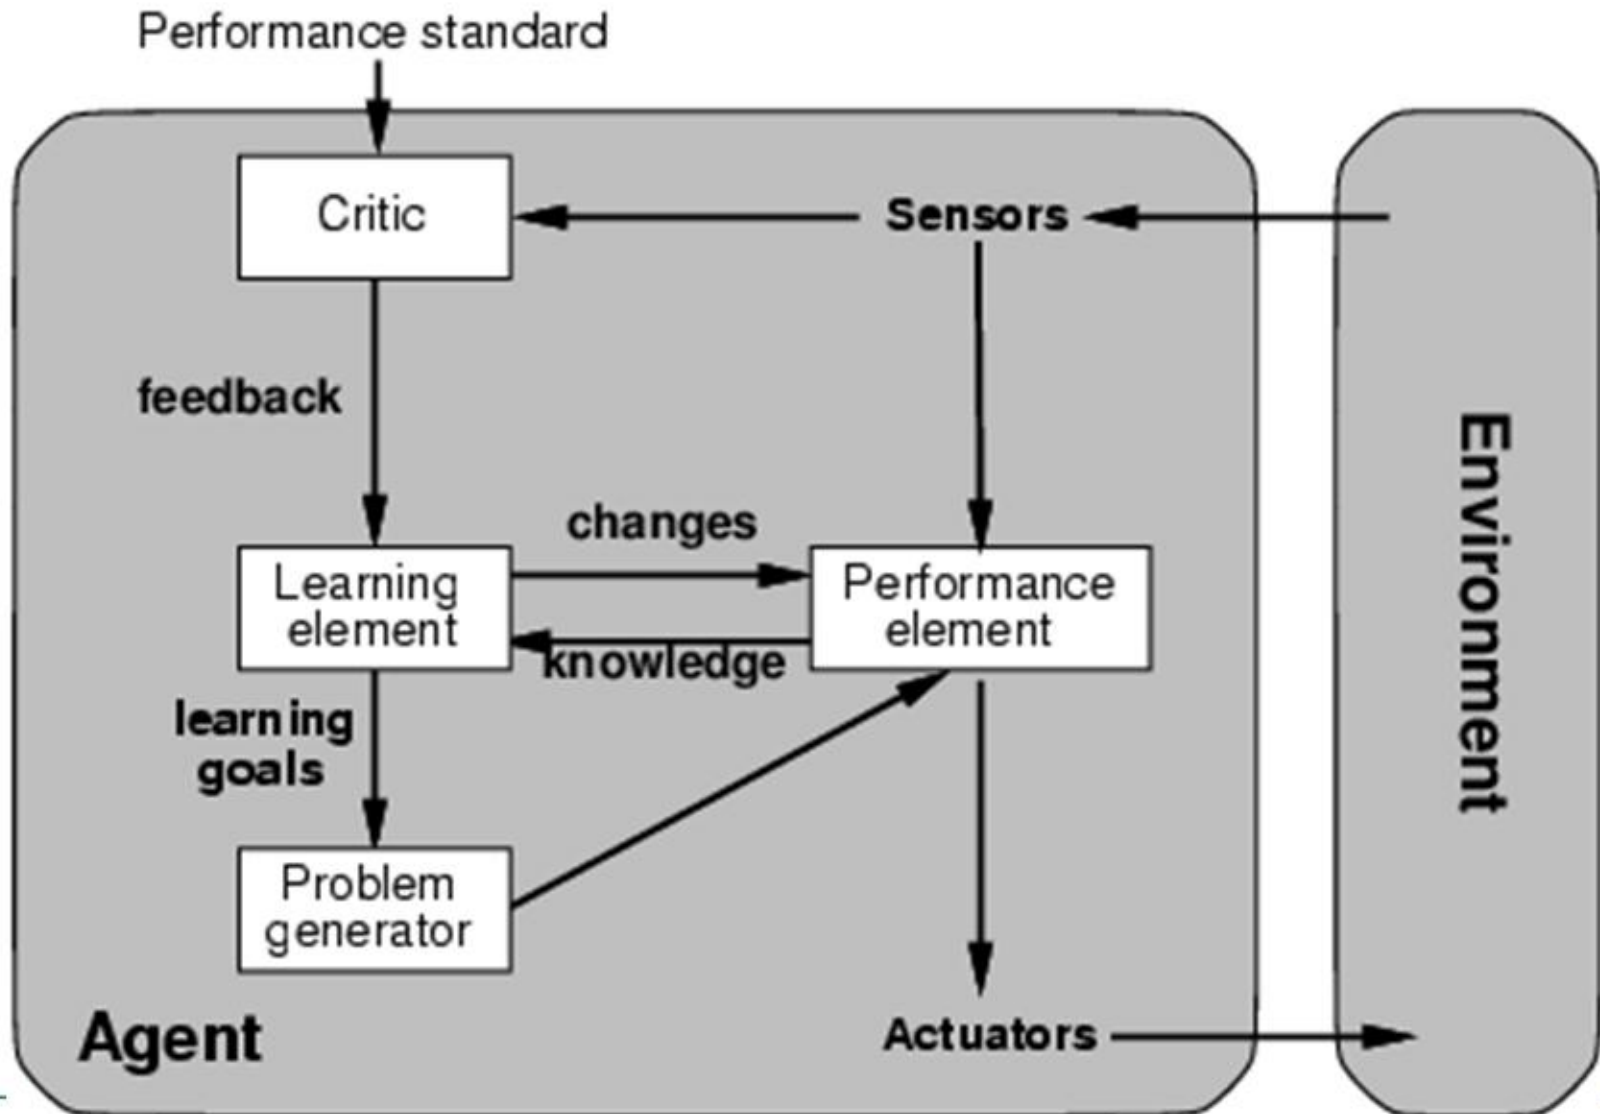 Performance standard
Critic
Sensors
feedback
changes
Learning
element
Performance
element
knowledge
learning
goals
Problem
generator
Agent
Actuators
Environment